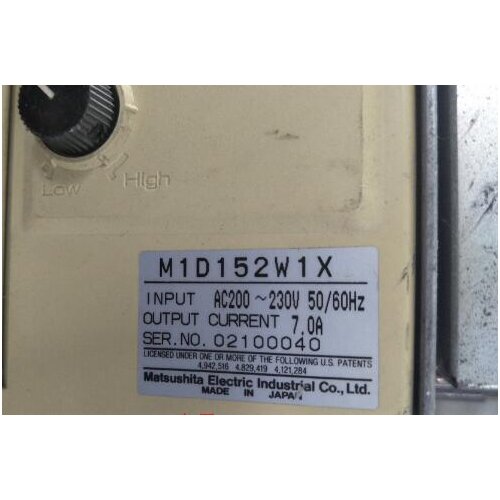 Low High
M1D152W1X
INPUT AC200～230V 50/60Hz
OUTPUT CURRENT 7.0A
SER.NO. 02100040
LICENSED UNDER ONE OR MORE OF THE FOLLOWING U.S. PATENTS
4,942,516 4,829,419 4,121,284
Matsushita Electric Industrial Co., Ltd.
MADE IN JAPAN